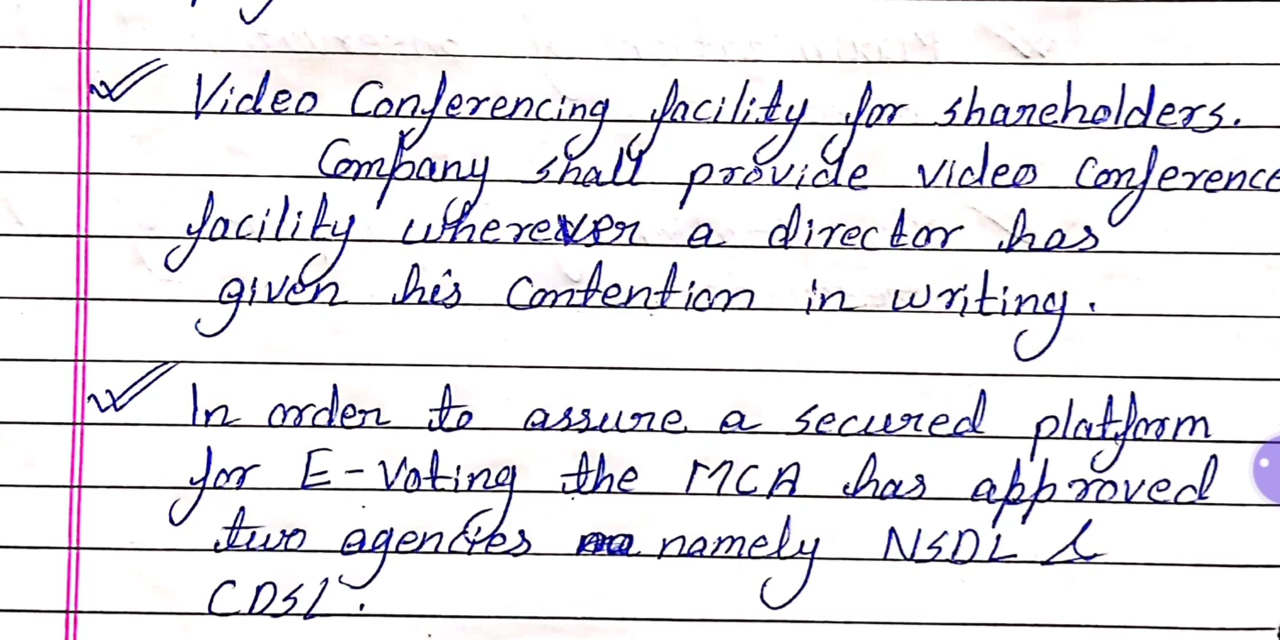 Video Conferencing facility for shareholders.
Company shall provide video Conference
facility wherever a director has
given his contention in writing.
In order to assure a secured platform
for E-Voting the MCA has approved
two agencies namely NSDL &
CDSL.